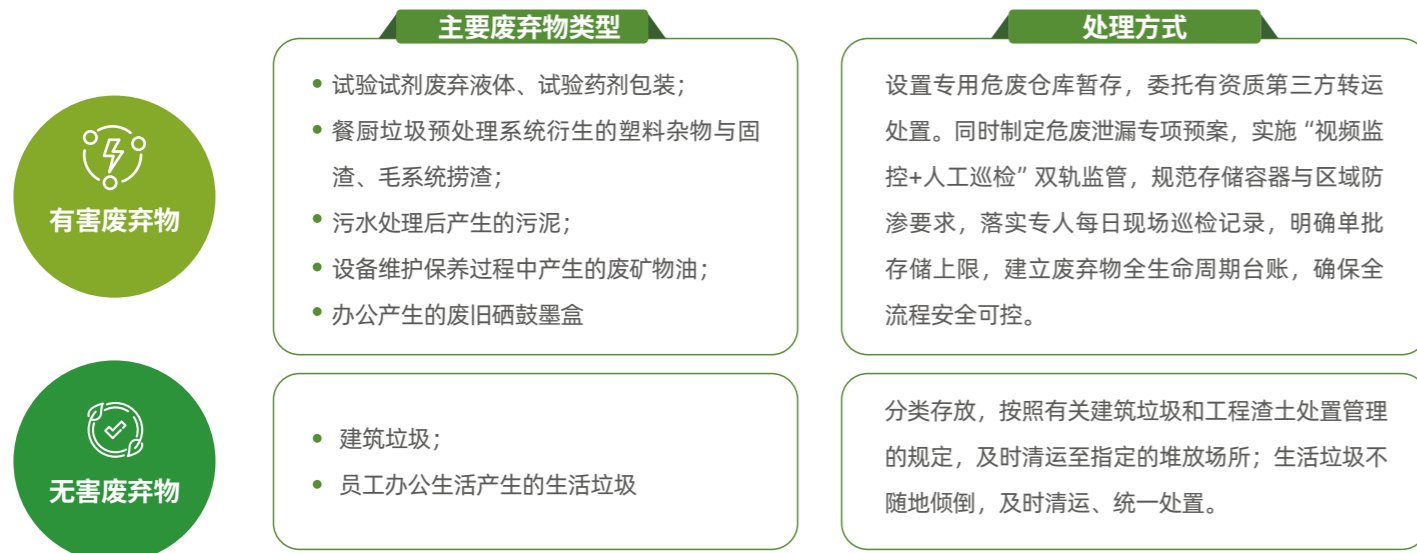 主要废弃物类型
处理方式
有害废弃物
• 试验试剂废弃液体、试验药剂包装；
• 餐厨垃圾预处理系统衍生的塑料杂物与固
渣、毛系统捞渣；
• 污水处理后产生的污泥；
• 设备维护保养过程中产生的废矿物油；
• 办公产生的废旧硒鼓墨盒
设置专用危废仓库暂存，委托有资质第三方转运
处置。同时制定危废泄漏专项预案，实施“视频监
控+人工巡检”双轨监管，规范存储容器与区域防
渗要求，落实专人每日现场巡检记录，明确单批
存储上限，建立废弃物全生命周期台账，确保全
流程安全可控。
无害废弃物
• 建筑垃圾；
• 员工办公生活产生的生活垃圾
分类存放，按照有关建筑垃圾和工程渣土处置管理
的规定，及时清运至指定的堆放场所；生活垃圾不
随地倾倒，及时清运、统一处置。